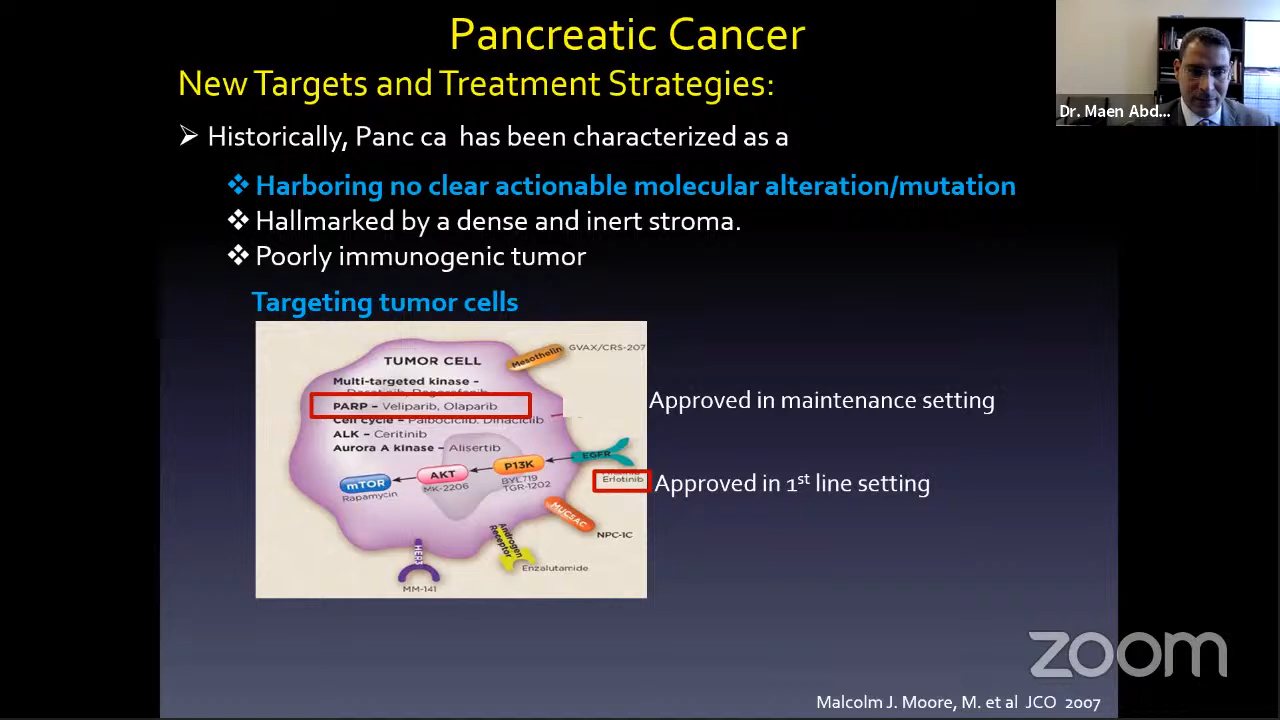 Pancreatic Cancer
New Targets and Treatment Strategies:
Dr. Maen Abd...
➢ Historically, Panc ca has been characterized as a
❖ Harboring no clear actionable molecular alteration/mutation
❖ Hallmarked by a dense and inert stroma.
❖ Poorly immunogenic tumor
Targeting tumor cells
GVAX/CRS-207
Mesothelin
TUMOR CELL
Multi-targeted kinase –
PARP – Veliparib, Olaparib
Approved in maintenance setting
Cell cycle – Palbociclib, Dinaciclib
ALK – Ceritinib
Aurora A kinase – Alisertib
EGFR
P13K
AKT
mTOR
Erlotinib
Approved in 1st line setting
BYL719
TGR-1202
MK-2206
Rapamycin
MUC5AC
NPC-1C
Androgen
Receptor
HER3
Enzalutamide
MM-141
zoom
Malcolm J. Moore, M. et al JCO 2007